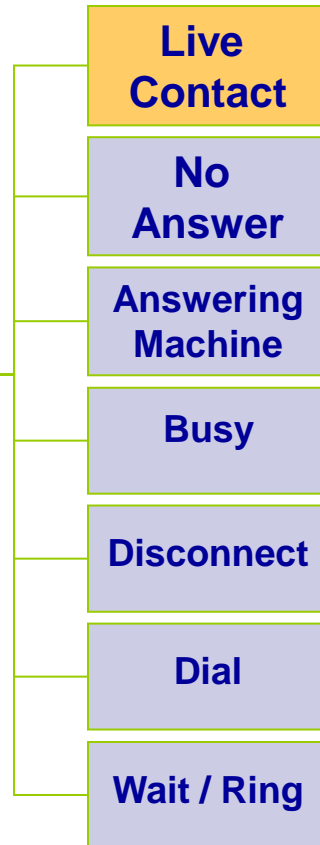 Live
Contact
No
Answer
Answering
Machine
Busy
Disconnect
Dial
Wait / Ring